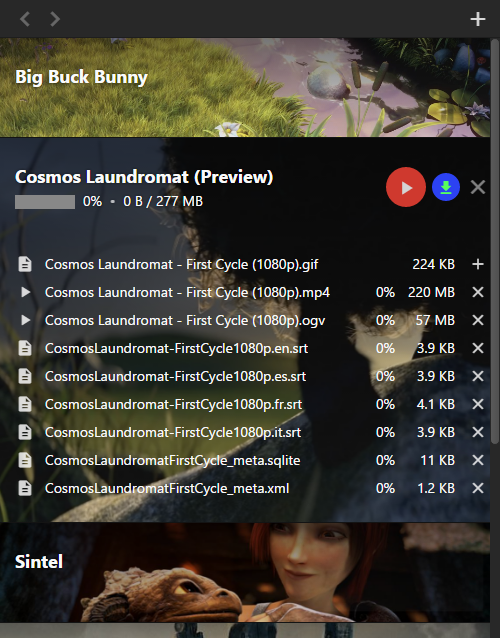 Big Buck Bunny
Cosmos Laundromat (Preview)
0% • 0 B / 277 MB
Cosmos Laundromat - First Cycle (1080p).gif 224 KB
Cosmos Laundromat - First Cycle (1080p).mp4 0% 220 MB
Cosmos Laundromat - First Cycle (1080p).ogv 0% 57 MB
CosmosLaundromat-FirstCycle1080p.en.srt 0% 3.9 KB
CosmosLaundromat-FirstCycle1080p.es.srt 0% 3.9 KB
CosmosLaundromat-FirstCycle1080p.fr.srt 0% 4.1 KB
CosmosLaundromat-FirstCycle1080p.it.srt 0% 3.9 KB
CosmosLaundromatFirstCycle_meta.sqlite 0% 11 KB
CosmosLaundromatFirstCycle_meta.xml 0% 1.2 KB
Sintel